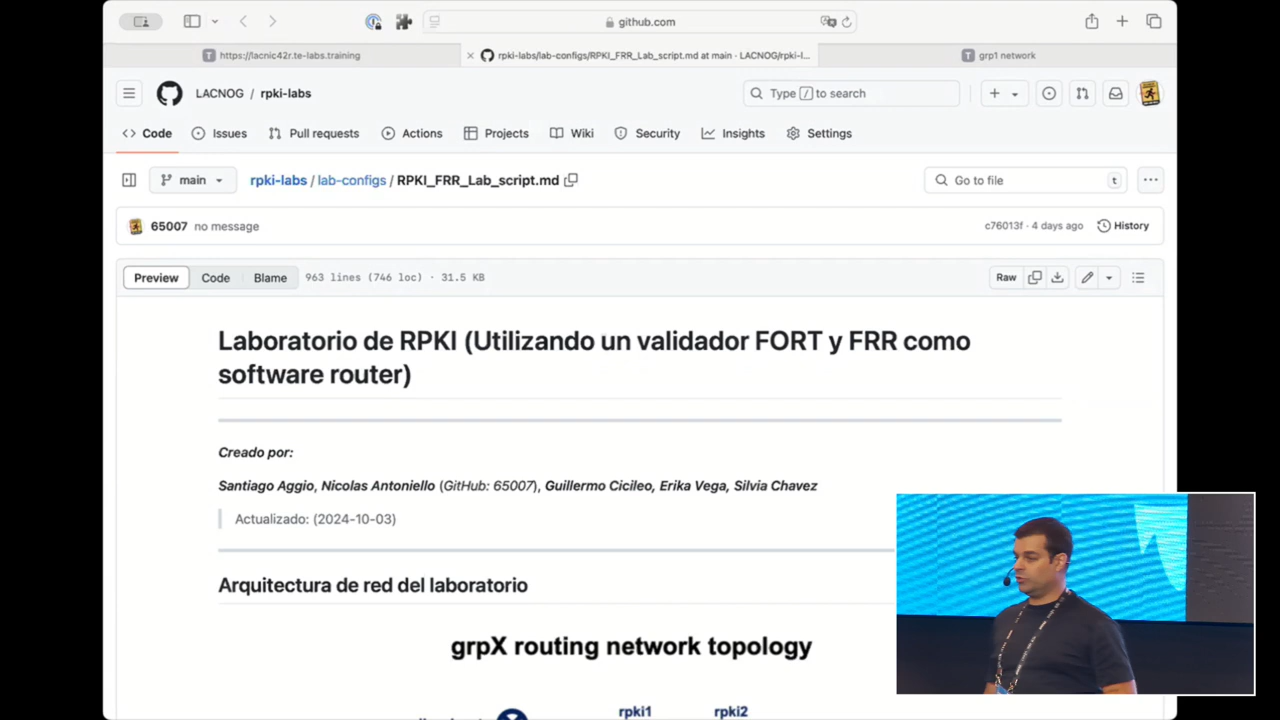 github.com
https://lacnic42r.te-labs.training
rpki-labs/lab-configs/RPKI_FRR_Lab_script.md at main · LACNOG/rpki-l...
grp1 network
LACNOG / rpki-labs
Type / to search
Code
Issues
Pull requests
Actions
Projects
Wiki
Security
Insights
Settings
main
rpki-labs / lab-configs / RPKI_FRR_Lab_script.md
Go to file
t
65007 no message
c76013f · 4 days ago
History
Preview
Code
Blame
963 lines (746 loc) · 31.5 KB
Raw
Laboratorio de RPKI (Utilizando un validador FORT y FRR como
software router)
Creado por:
Santiago Aggio, Nicolas Antoniello (GitHub: 65007), Guillermo Cicileo, Erika Vega, Silvia Chavez
Actualizado: (2024-10-03)
Arquitectura de red del laboratorio
grpX routing network topology
rpki1
rpki2